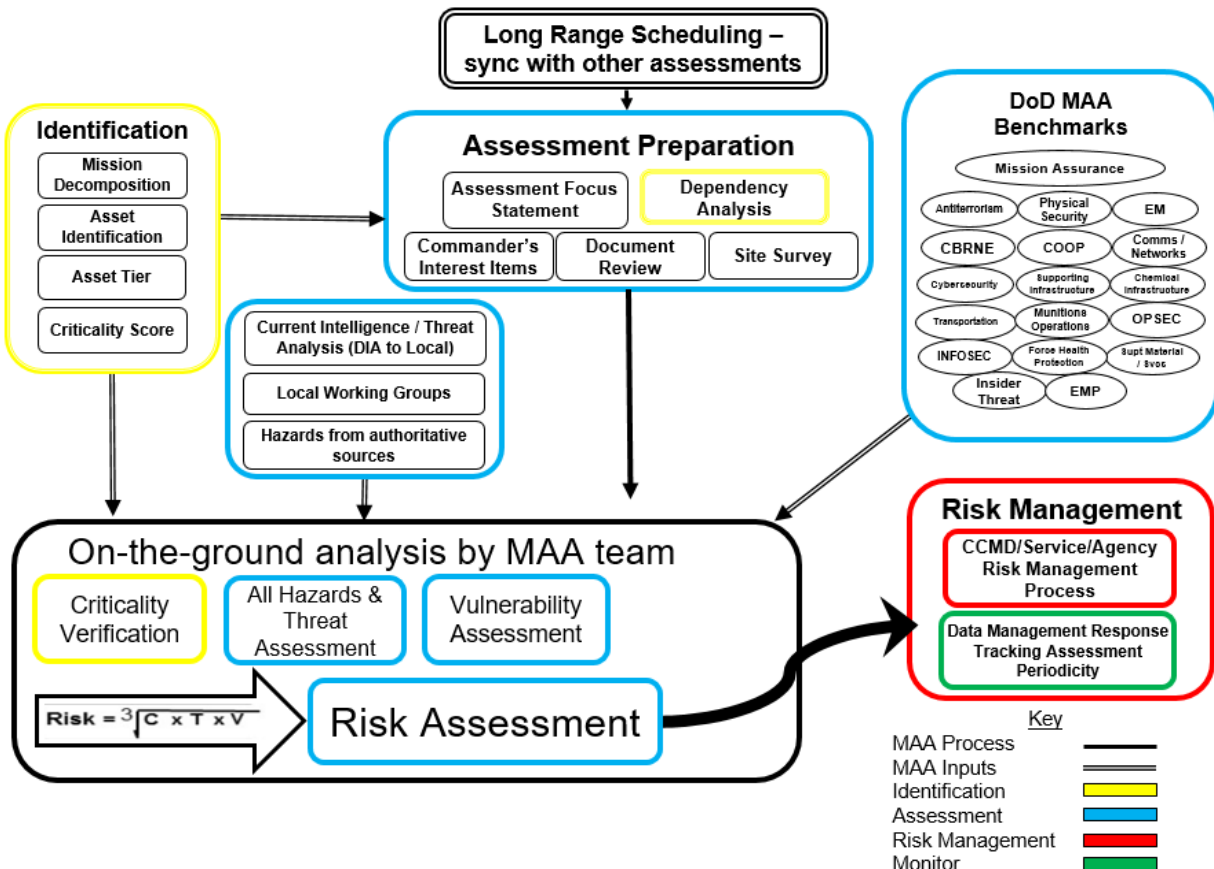 Long Range Scheduling –
sync with other assessments
Identification
Mission
Decomposition
Asset
Identification
Asset Tier
Criticality Score
Assessment Preparation
Assessment Focus
Statement
Dependency
Analysis
Commander's
Interest Items
Document
Review
Site Survey
DoD MAA
Benchmarks
Mission Assurance
Antiterrorism
Physical
Security
EM
CBRNE
COOP
Comms /
Networks
Cybersecurity
Supporting
Infrastructure
Chemical
Infrastructure
Transportation
Munitions
Operations
OPSEC
INFOSEC
Force Health
Protection
Supt Material
/ Svcs
Insider
Threat
EMP
Current Intelligence / Threat
Analysis (DIA to Local)
Local Working Groups
Hazards from authoritative
sources
On-the-ground analysis by MAA team
Criticality
Verification
All Hazards &
Threat
Assessment
Vulnerability
Assessment
Risk = ∛C x T x V
Risk Assessment
Risk Management
CCMD/Service/Agency
Risk Management
Process
Data Management Response
Tracking Assessment
Periodicity
Key
MAA Process
MAA Inputs
Identification
Assessment
Risk Management
Monitor